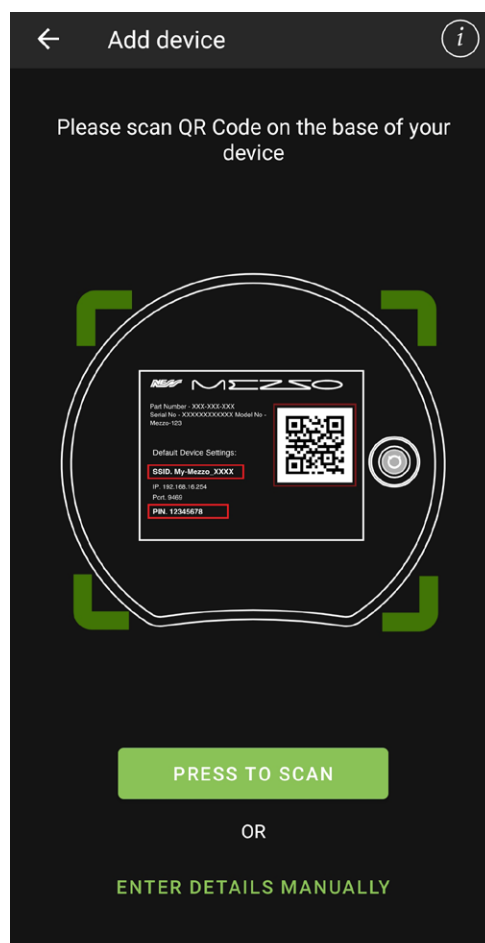 Add device
i
Please scan QR Code on the base of your
device
NESS MEZZO
Part Number - XXX-XXX-XXX
Serial No - XXXXXXXXXXXX Model No -
Mezzo-123
Default Device Settings:
SSID. My-Mezzo_XXXX
IP. 192.168.16.254
Port. 9469
PIN. 12345678
PRESS TO SCAN
OR
ENTER DETAILS MANUALLY